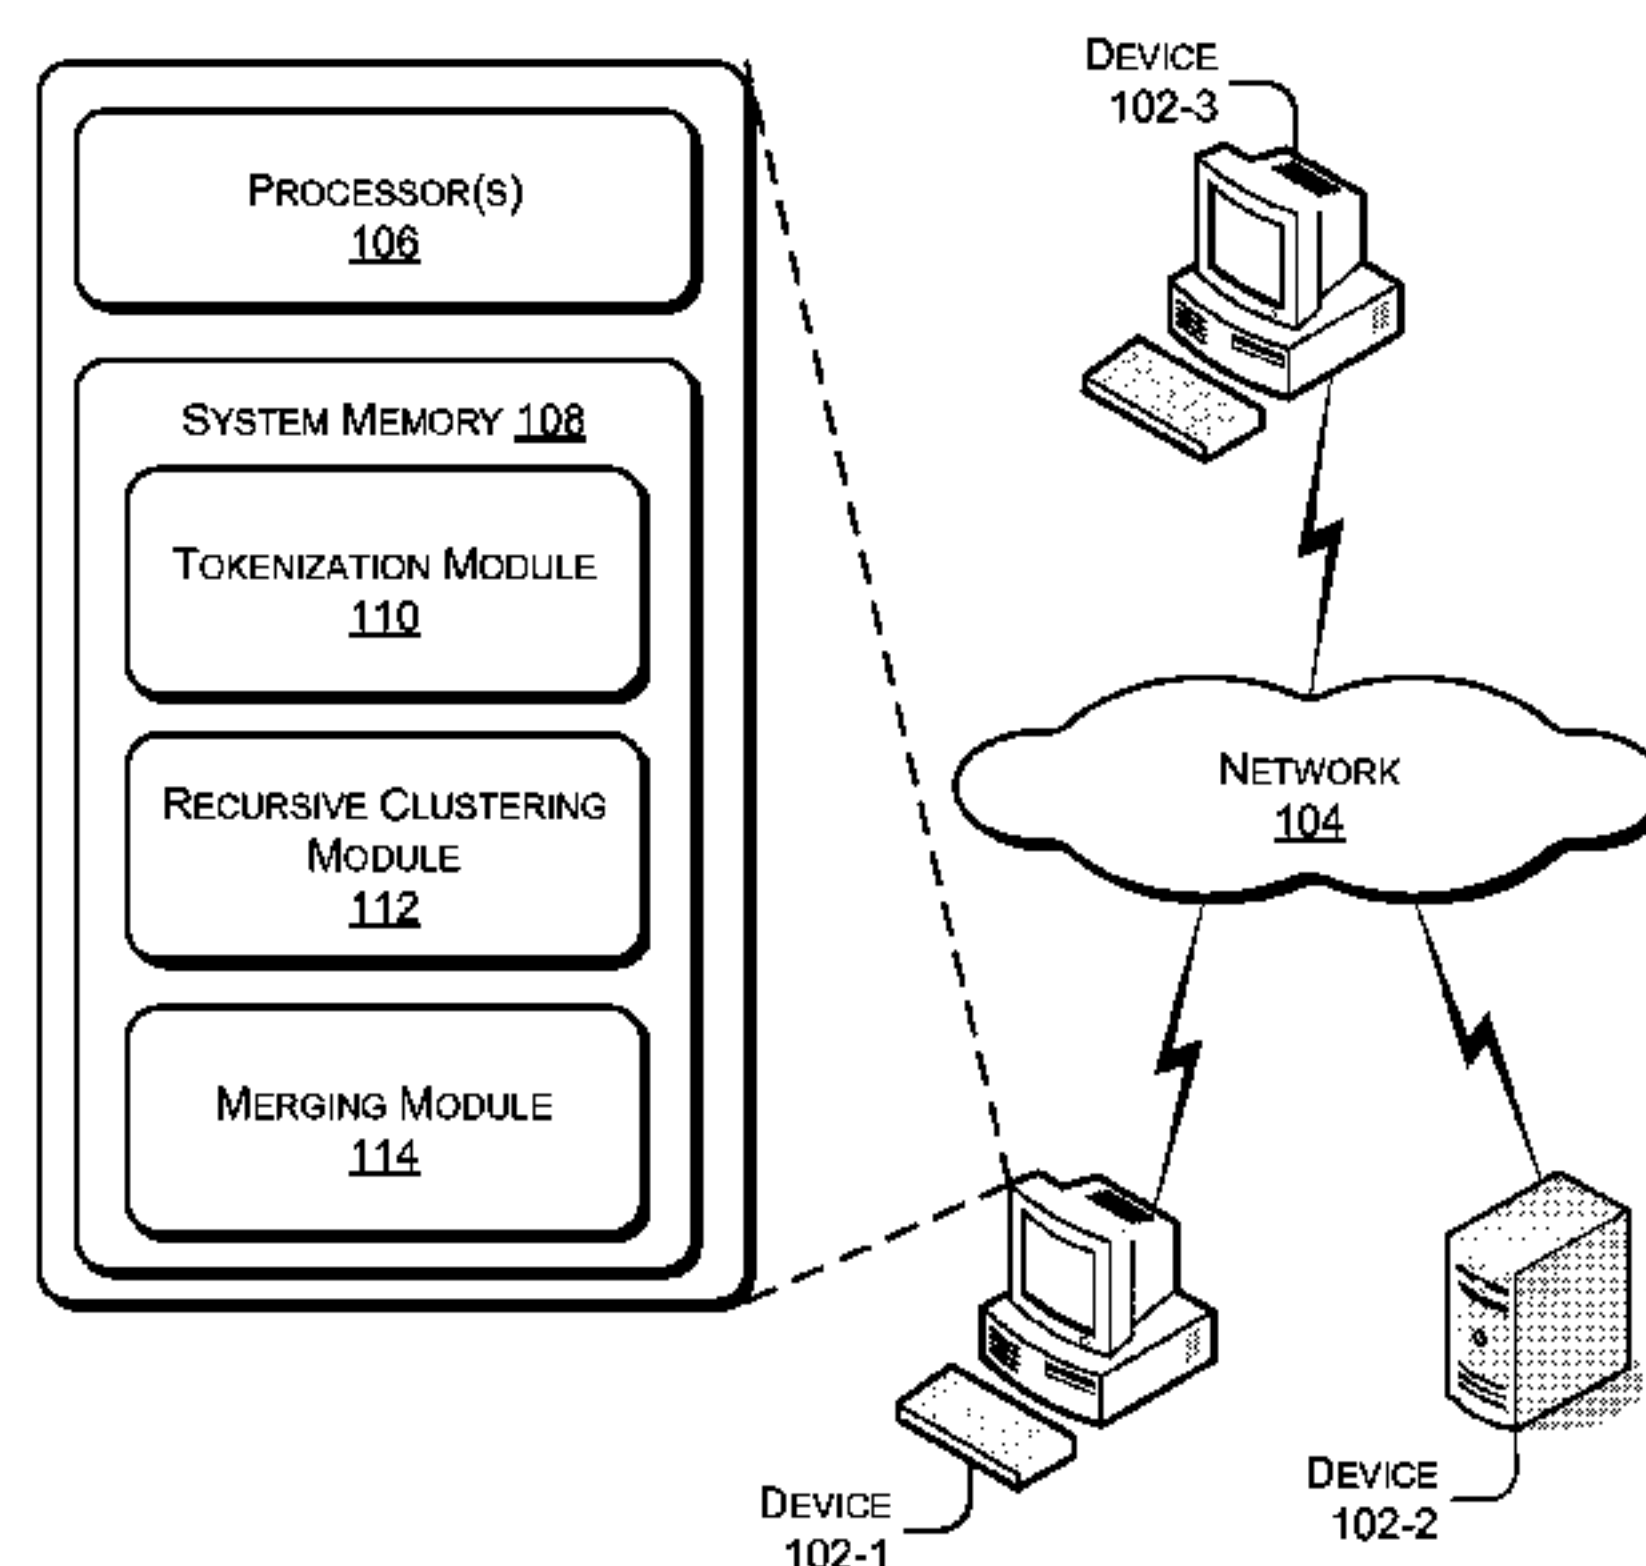 PROCESSOR(S)
106
SYSTEM MEMORY 108
TOKENIZATION MODULE
110
RECURSIVE CLUSTERING
MODULE
112
MERGING MODULE
114
DEVICE
102-3
NETWORK
104
DEVICE
102-1
DEVICE
102-2